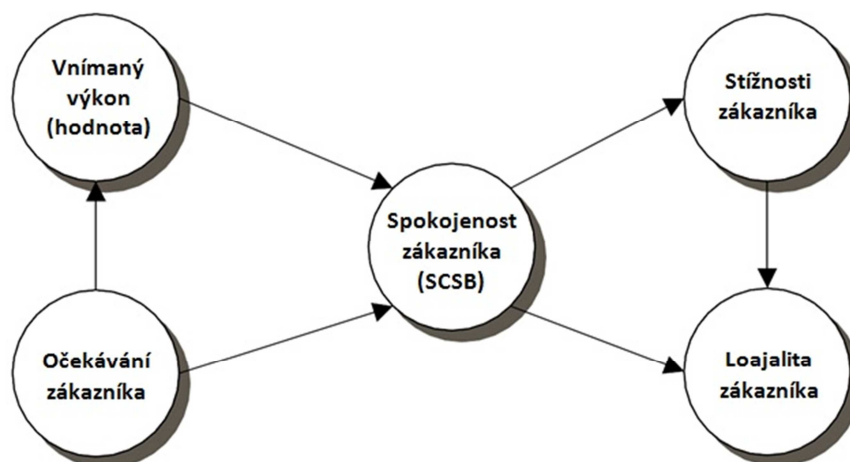 Vnímaný
výkon
(hodnota)
Stížnosti
zákazníka
Spokojenost
zákazníka
(SCSB)
Očekávání
zákazníka
Loajalita
zákazníka